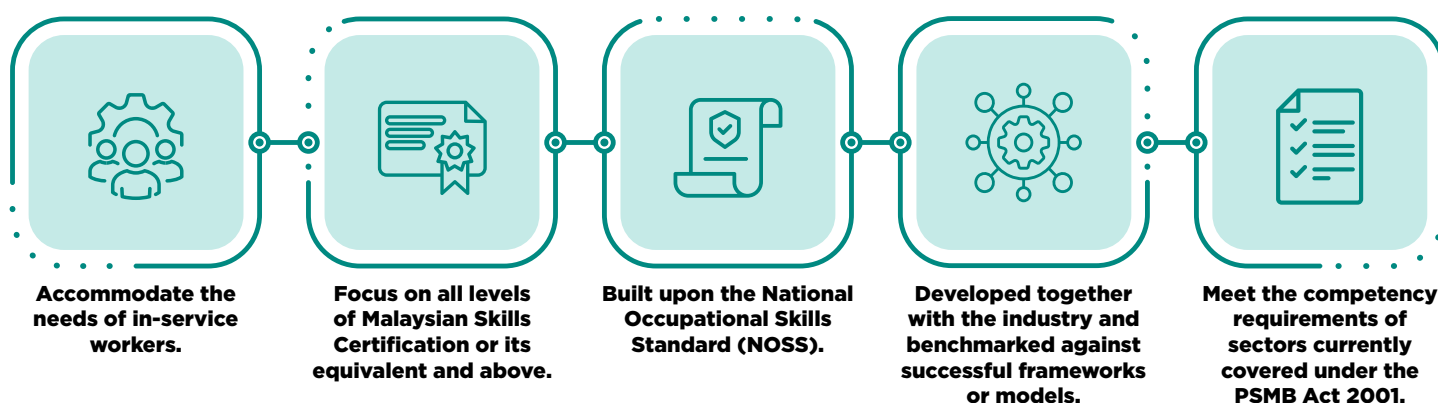 Accommodate the
needs of in-service
workers.
Focus on all levels
of Malaysian Skills
Certification or its
equivalent and above.
Built upon the National
Occupational Skills
Standard (NOSS).
Developed together
with the industry and
benchmarked against
successful frameworks
or models.
Meet the competency
requirements of
sectors currently
covered under the
PSMB Act 2001.